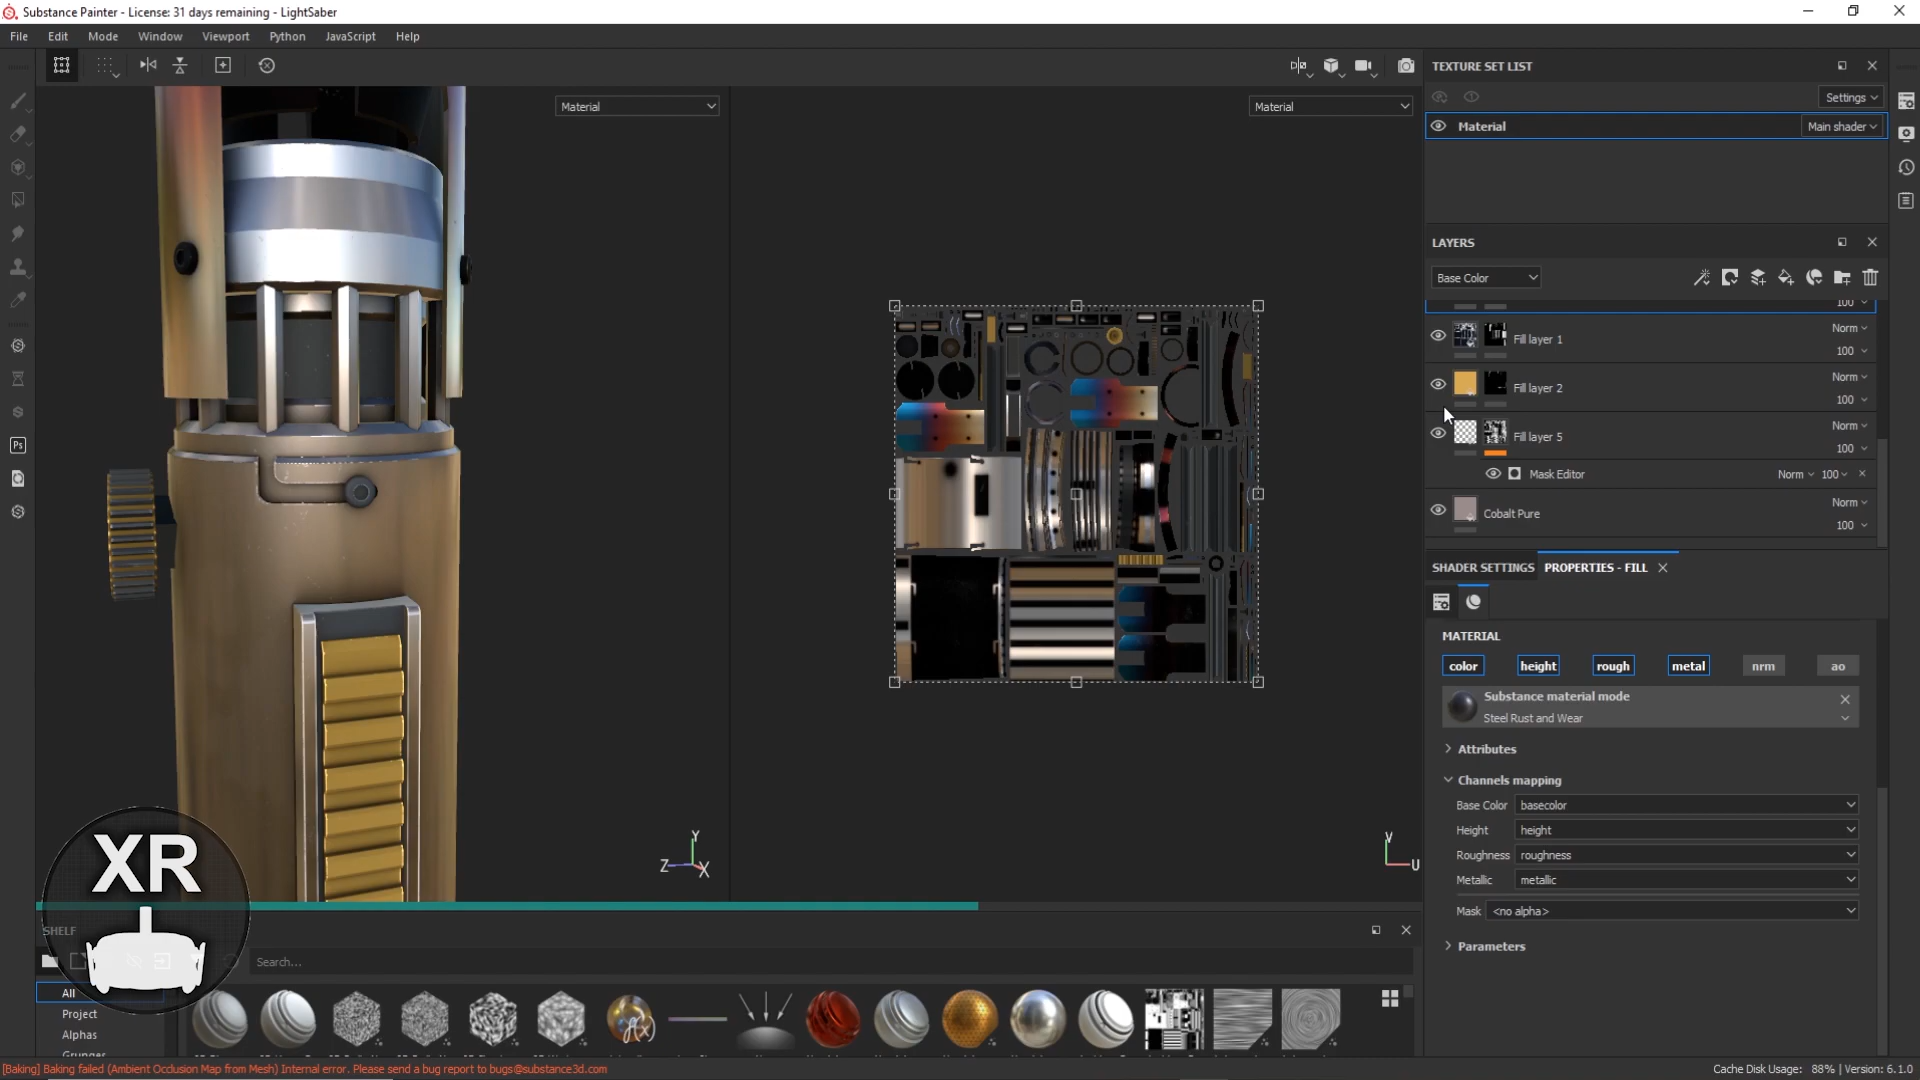 Substance Painter - License: 31 days remaining - LightSaber
File Edit Mode Window Viewport Python JavaScript Help
Material
Material
TEXTURE SET LIST
Settings
Material Main shader
LAYERS
Base Color
100
Fill layer 1 Norm
100
Fill layer 2 Norm
100
Fill layer 5 Norm
100
Mask Editor Norm 100
Cobalt Pure Norm
100
SHADER SETTINGS PROPERTIES - FILL
MATERIAL
color height rough metal nrm ao
Substance material mode
Steel Rust and Wear
Attributes
Channels mapping
Base Color basecolor
Height height
Roughness roughness
Metallic metallic
Mask <no alpha>
Parameters
Ps
Y
Z X
V
U
XR
SHELF
Search...
All
Project
Alphas
Grunges
[Baking] Baking failed (Ambient Occlusion Map from Mesh) Internal error. Please send a bug report to bugs@substance3d.com
Cache Disk Usage: 88% | Version: 6.1.0